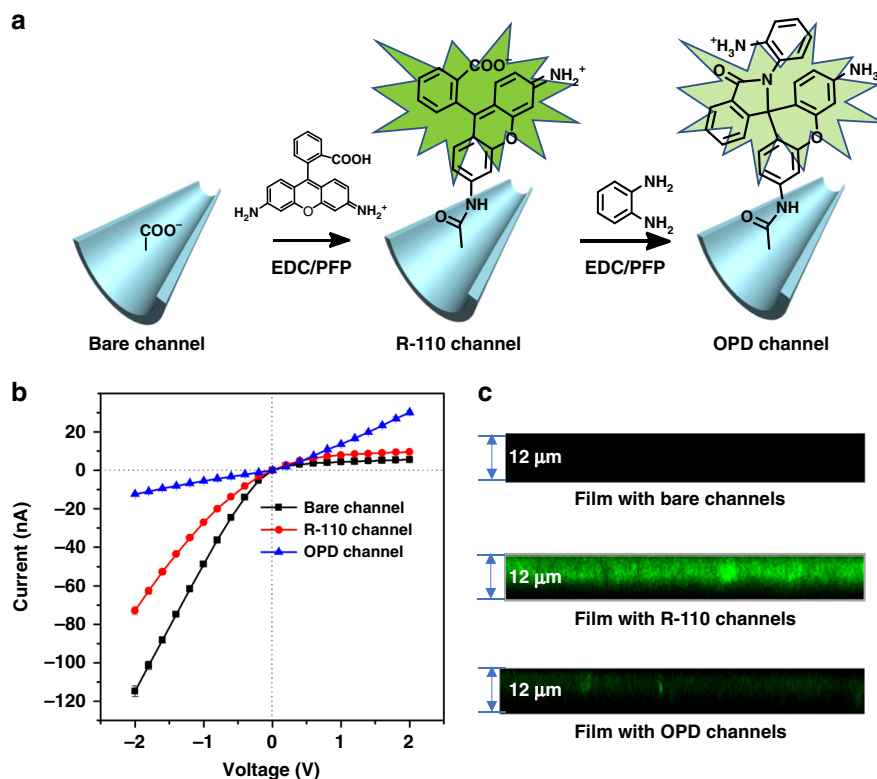 a
COO⁻
Bare channel
COOH
H₂N
O
NH₂⁺
EDC/PFP
COO⁻
NH₂⁺
O
NH
O
R-110 channel
NH₂
NH₂
EDC/PFP
⁺H₃N
O
N
NH₃
O
NH
O
OPD channel
b
20
0
−20
−40
−60
−80
−100
−120
Current (nA)
Bare channel
R-110 channel
OPD channel
−2
−1
0
1
2
Voltage (V)
c
12 μm
Film with bare channels
12 μm
Film with R-110 channels
12 μm
Film with OPD channels